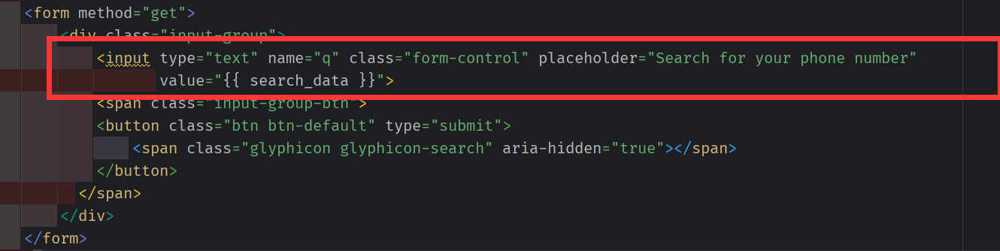 <form method="get">
<div class="input-group">
<input type="text" name="q" class="form-control" placeholder="Search for your phone number"
value="{{ search_data }}">
<span class="input-group-btn">
<button class="btn btn-default" type="submit">
<span class="glyphicon glyphicon-search" aria-hidden="true"></span>
</button>
</span>
</div>
</form>